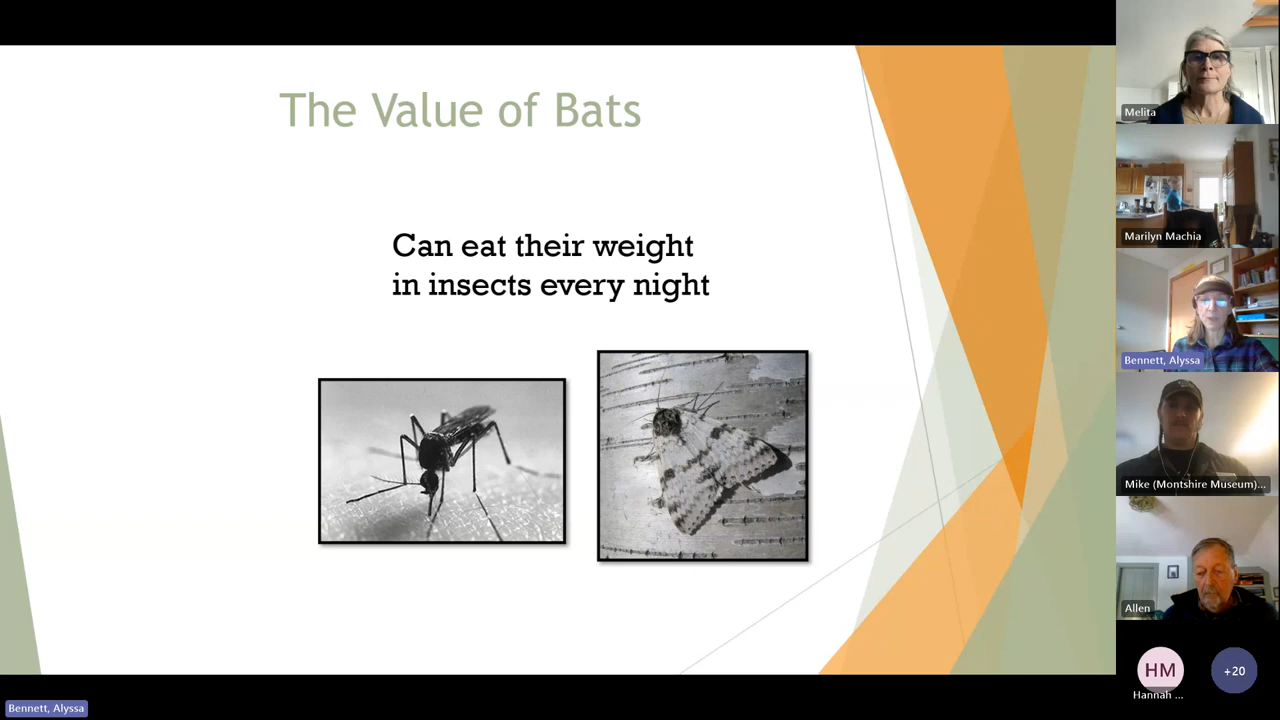 The Value of Bats
Can eat their weight
in insects every night
Melita
Marilyn Machia
Bennett, Alyssa
Mike (Montshire Museum)...
Allen
HM
Hannah ...
+20
Bennett, Alyssa